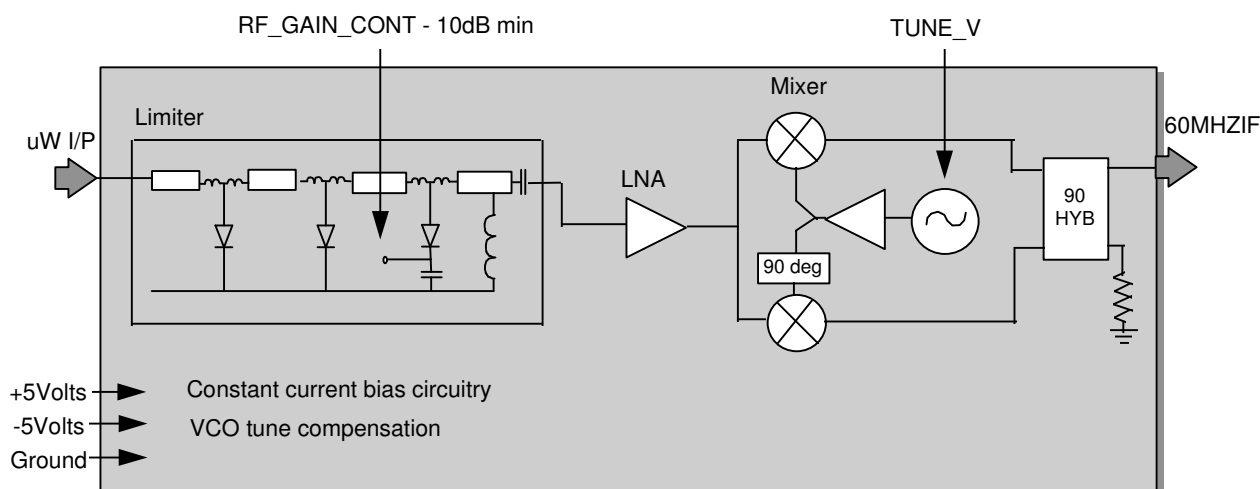 RF_GAIN_CONT - 10dB min
TUNE_V
Mixer
Limiter
60MHZIF
uW I/P
LNA
90
HYB
90 deg
+5Volts
Constant current bias circuitry
-5Volts
VCO tune compensation
Ground